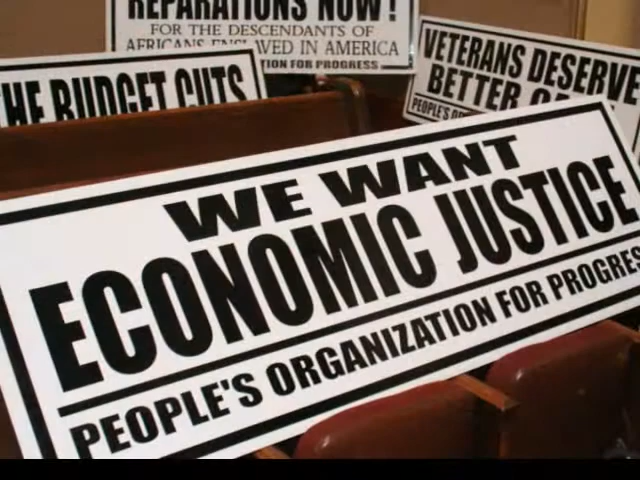 REPARATIONS NOW!
FOR THE DESCENDANTS OF
AFRICANS ENSLAVED IN AMERICA
TION FOR PROGRESS
THE BUDGET CUTS
VETERANS DESERVE
BETTER
PEOPLE'S
WE WANT
ECONOMIC JUSTICE
PEOPLE'S ORGANIZATION FOR PROGRES